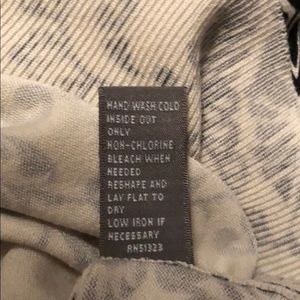 HAND WASH COLD
INSIDE OUT
ONLY
NON-CHLORINE
BLEACH WHEN
NEEDED
RESHAPE AND
LAY FLAT TO
DRY
LOW IRON IF
NECESSARY
RN51323